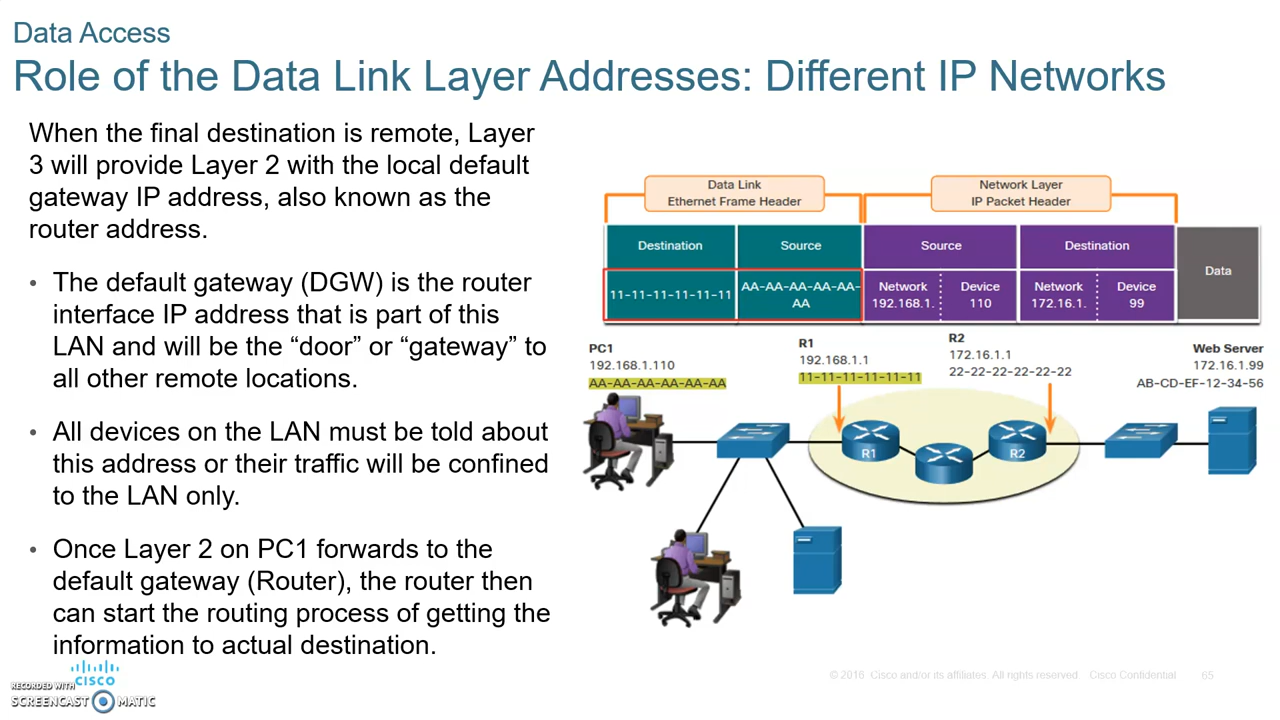 Data Access
Role of the Data Link Layer Addresses: Different IP Networks
When the final destination is remote, Layer
3 will provide Layer 2 with the local default
gateway IP address, also known as the
router address.
• The default gateway (DGW) is the router
interface IP address that is part of this
LAN and will be the “door” or “gateway” to
all other remote locations.
• All devices on the LAN must be told about
this address or their traffic will be confined
to the LAN only.
• Once Layer 2 on PC1 forwards to the
default gateway (Router), the router then
can start the routing process of getting the
information to actual destination.
Data Link
Ethernet Frame Header
Network Layer
IP Packet Header
Destination
Source
Source
Destination
Data
11-11-11-11-11-11
AA-AA-AA-AA-AA-
AA
Network
192.168.1.
Device
110
Network
172.16.1.
Device
99
PC1
192.168.1.110
AA-AA-AA-AA-AA-AA
R1
192.168.1.1
11-11-11-11-11-11
R2
172.16.1.1
22-22-22-22-22-22
Web Server
172.16.1.99
AB-CD-EF-12-34-56
R1
R2
CISCO
RECORDED WITH
SCREENCAST MATIC
© 2016 Cisco and/or its affiliates. All rights reserved. Cisco Confidential 65